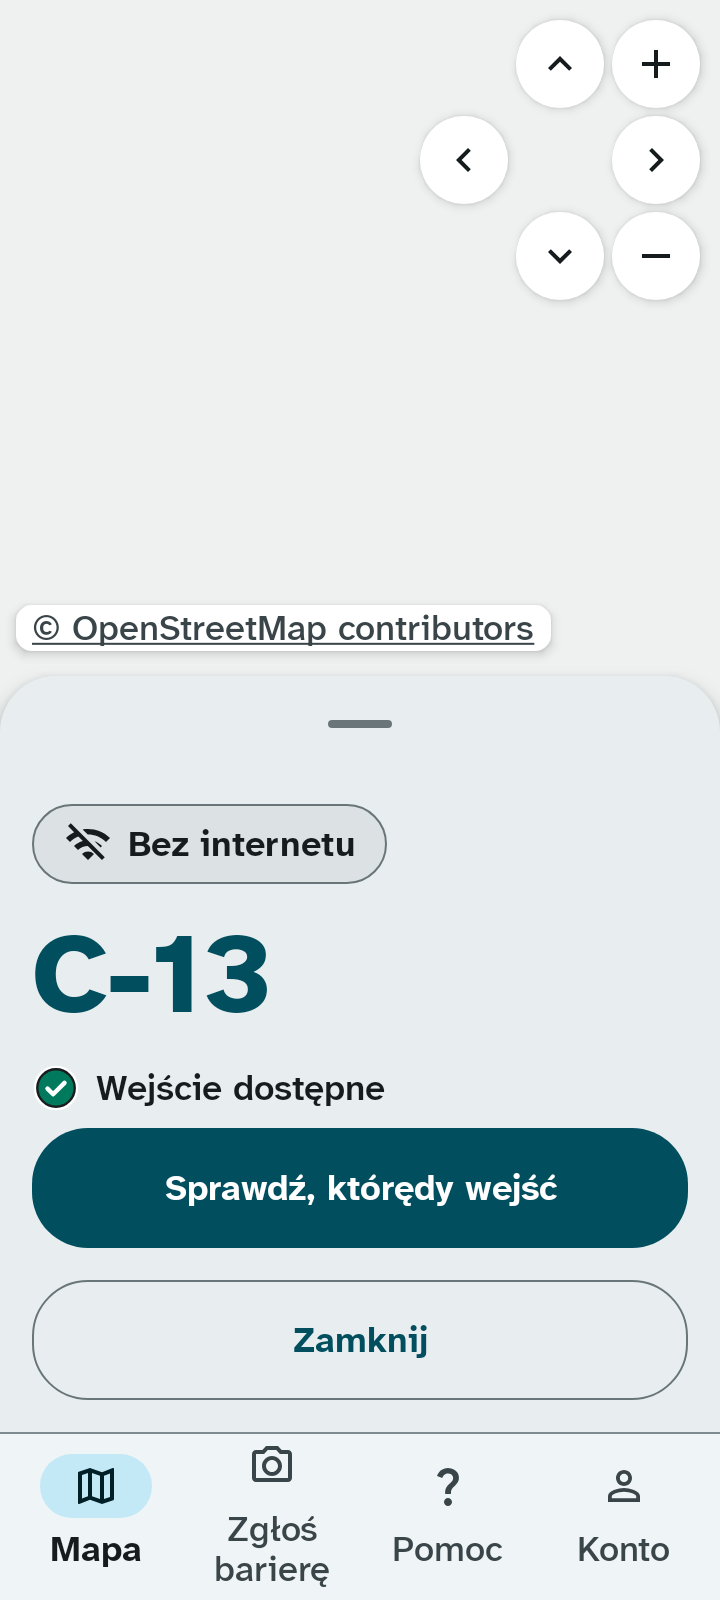 © OpenStreetMap contributors
Bez internetu
C-13
Wejście dostępne
Sprawdź, którędy wejść
Zamknij
Mapa
Zgłoś
barierę
Pomoc
Konto